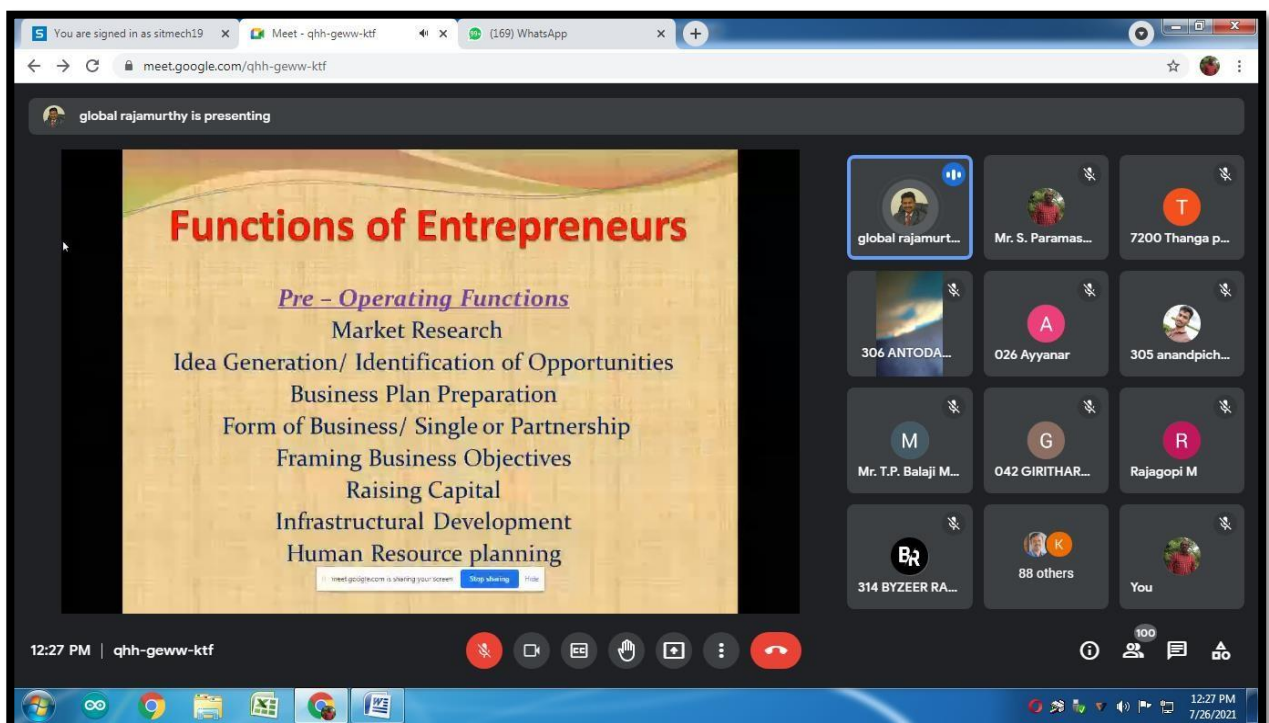 You are signed in as sitmech19
Meet - qhh-geww-ktf
(169) WhatsApp
meet.google.com/qhh-geww-ktf
global rajamurthy is presenting
Functions of Entrepreneurs
Pre – Operating Functions
Market Research
Idea Generation/ Identification of Opportunities
Business Plan Preparation
Form of Business/ Single or Partnership
Framing Business Objectives
Raising Capital
Infrastructural Development
Human Resource planning
meet.google.com is sharing your screen Stop sharing Hide
global rajamurt...
Mr. S. Paramas...
T
7200 Thanga p...
306 ANTODA...
A
026 Ayyanar
305 anandpich...
M
Mr. T.P. Balaji M...
G
042 GIRITHAR...
R
Rajagopi M
BR
314 BYZEER RA...
K
88 others
You
12:27 PM | qhh-geww-ktf
100
12:27 PM
7/26/2021